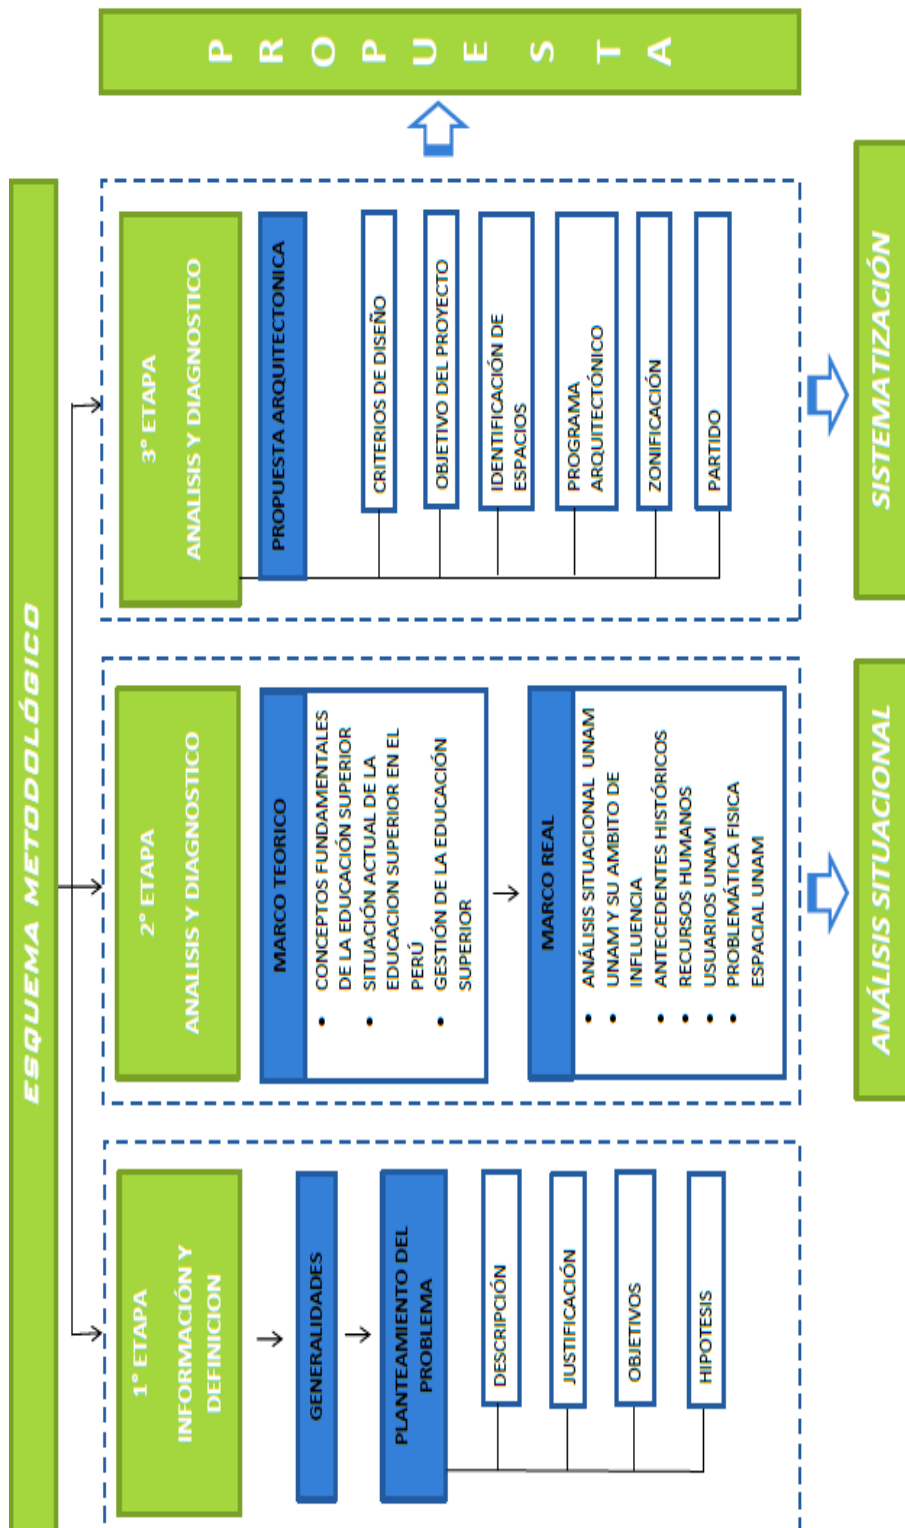 ESQUEMA METODOLÓGICO
1° ETAPA
INFORMACIÓN Y
DEFINICION
GENERALIDADES
PLANTEAMIENTO DEL
PROBLEMA
DESCRIPCIÓN
JUSTIFICACIÓN
OBJETIVOS
HIPOTESIS
2° ETAPA
ANALISIS Y DIAGNOSTICO
MARCO TEORICO
• CONCEPTOS FUNDAMENTALES
DE LA EDUCACIÓN SUPERIOR
• SITUACIÓN ACTUAL DE LA
EDUCACION SUPERIOR EN EL
PERÚ
• GESTIÓN DE LA EDUCACIÓN
SUPERIOR
MARCO REAL
• ANÁLISIS SITUACIONAL UNAM
• UNAM Y SU AMBITO DE
INFLUENCIA
• ANTECEDENTES HISTÓRICOS
• RECURSOS HUMANOS
• USUARIOS UNAM
• PROBLEMÁTICA FISICA
ESPACIAL UNAM
3° ETAPA
ANALISIS Y DIAGNOSTICO
PROPUESTA ARQUITECTONICA
CRITERIOS DE DISEÑO
OBJETIVO DEL PROYECTO
IDENTIFICACIÓN DE
ESPACIOS
PROGRAMA
ARQUITECTÓNICO
ZONIFICACIÓN
PARTIDO
PROPUESTA
ANÁLISIS SITUACIONAL
SISTEMATIZACIÓN